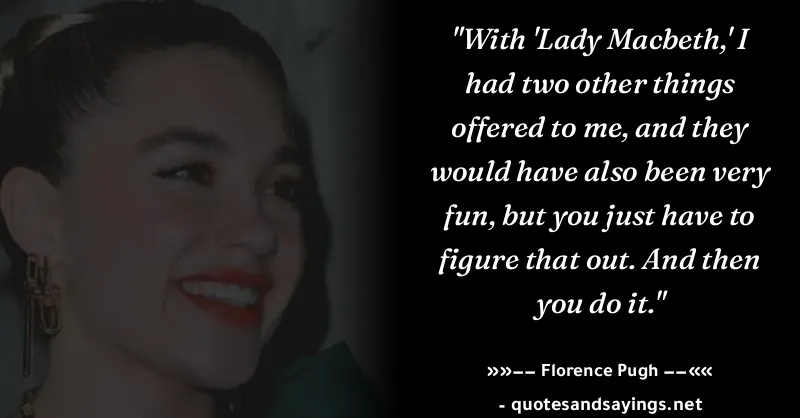 "With 'Lady Macbeth,' I
had two other things
offered to me, and they
would have also been very
fun, but you just have to
figure that out. And then
you do it."
»»—— Florence Pugh ——««
- quotesandsayings.net